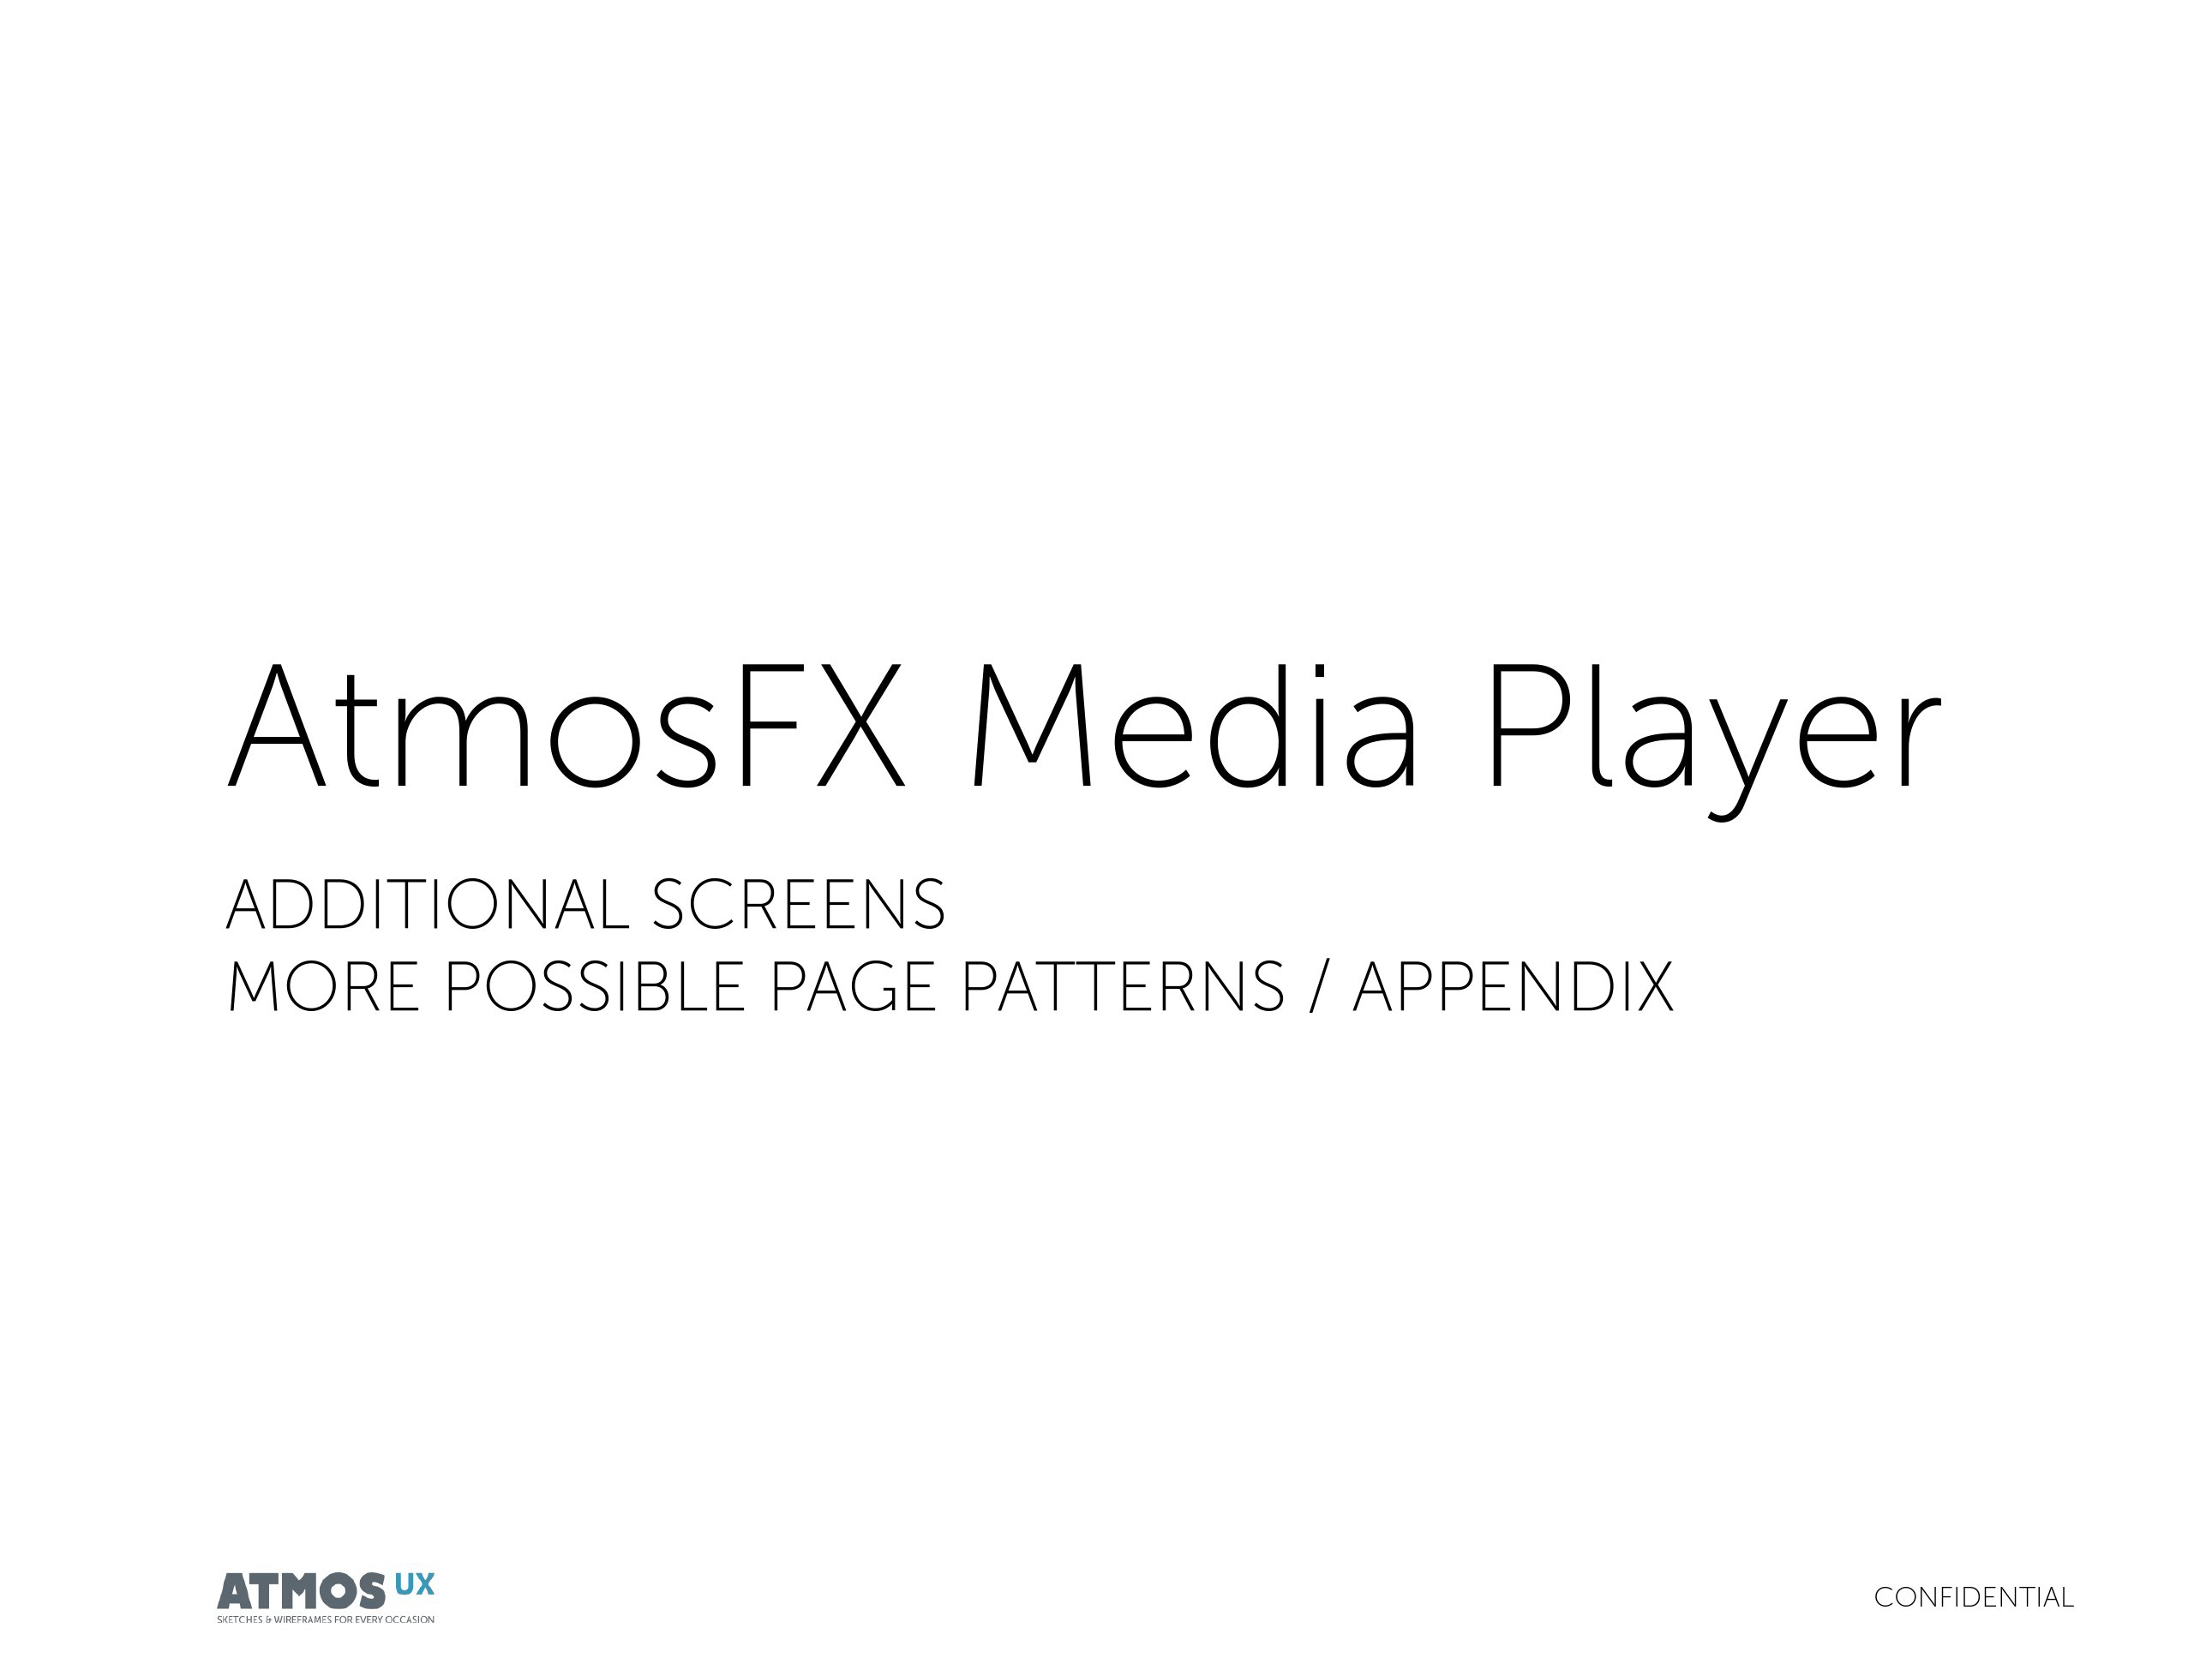 AtmosFX Media Player
ADDITIONAL SCREENS
MORE POSSIBLE PAGE PATTERNS / APPENDIX
ATMOS UX
SKETCHES & WIREFRAMES FOR EVERY OCCASION
CONFIDENTIAL